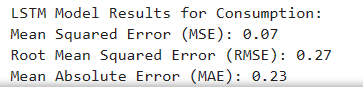 LSTM Model Results for Consumption:
Mean Squared Error (MSE): 0.07
Root Mean Squared Error (RMSE): 0.27
Mean Absolute Error (MAE): 0.23